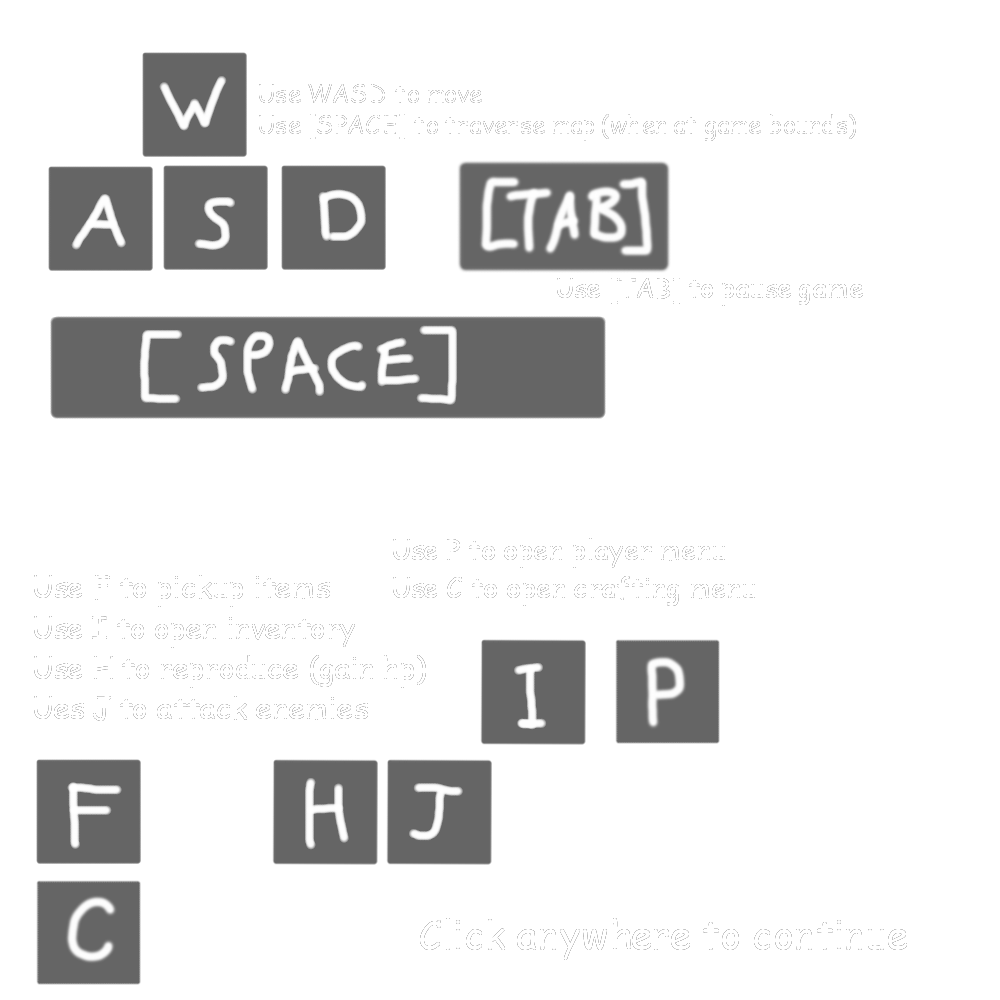 W
Use WASD to move
Use [SPACE] to traverse map (when at game bounds)
A S D [TAB]
Use [TAB] to pause game
[SPACE]
Use P to open player menu
Use F to pickup items
Use C to open crafting menu
Use I to open inventory
Use H to reproduce (gain hp)
Ues J to attack enemies
I P
F H J
C
Click anywhere to continue